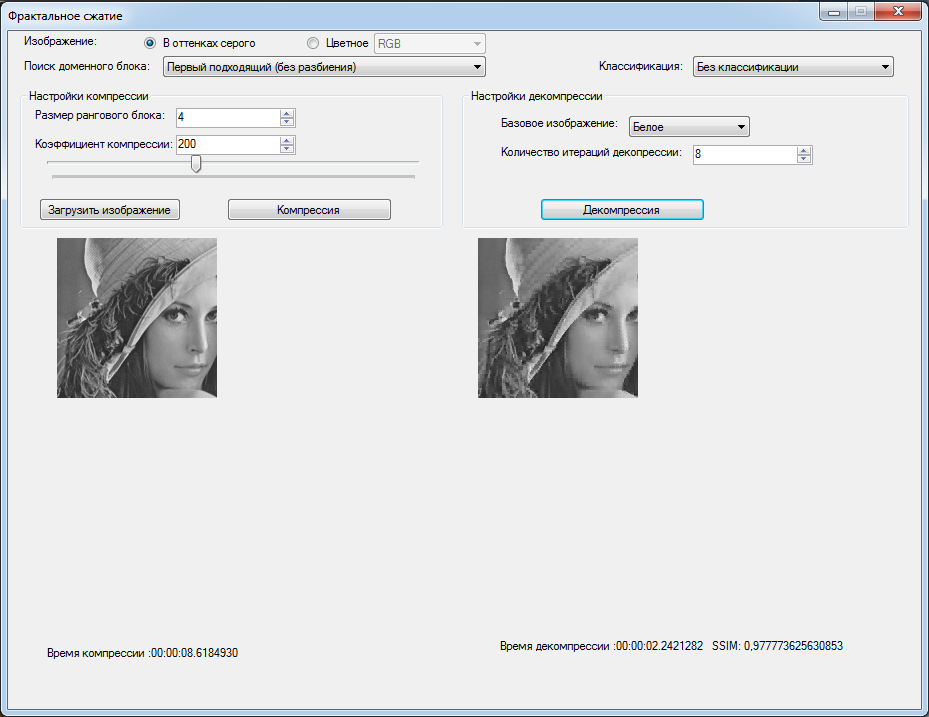 Фрактальное сжатие
Изображение: В оттенках серого Цветное RGB
Поиск доменного блока: Первый подходящий (без разбиения) Классификация: Без классификации
Настройки компрессии
Размер рангового блока: 4
Коэффициент компрессии: 200
Загрузить изображение Компрессия
Настройки декомпрессии
Базовое изображение: Белое
Количество итераций декопрессии: 8
Декомпрессия
Время компрессии :00:00:08.6184930
Время декомпрессии :00:00:02.2421282 SSIM: 0,977773625630853